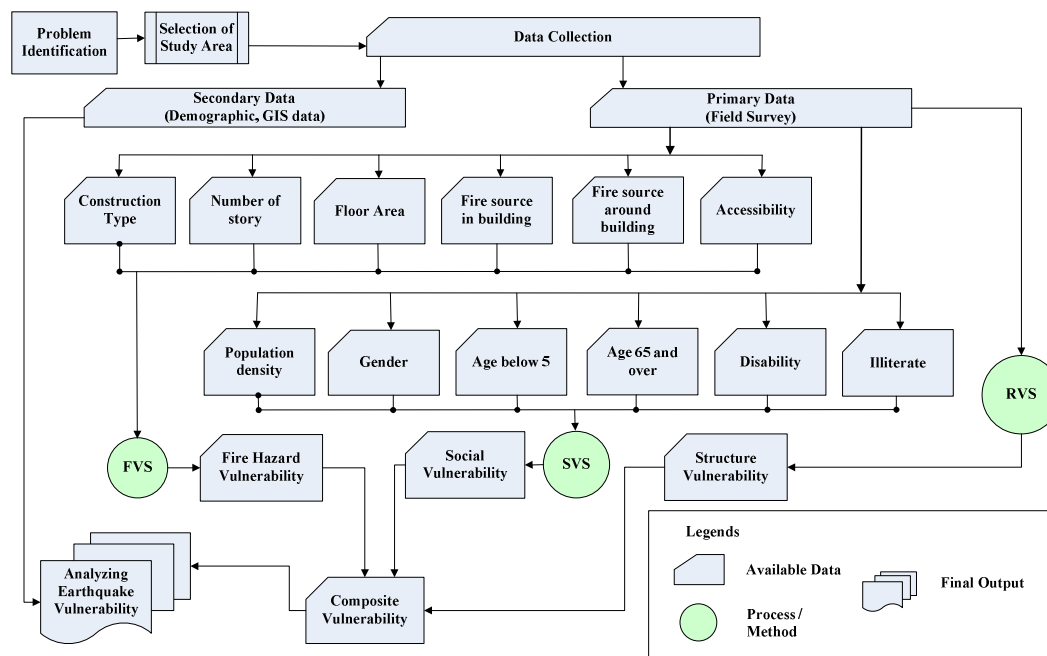 Problem
Identification
Selection of
Study Area
Data Collection
Secondary Data
(Demographic, GIS data)
Primary Data
(Field Survey)
Construction
Type
Number of
story
Floor Area
Fire source
in building
Fire source
around
building
Accessibility
Population
density
Gender
Age below 5
Age 65 and
over
Disability
Illiterate
RVS
FVS
Fire Hazard
Vulnerability
Social
Vulnerability
SVS
Structure
Vulnerability
Analyzing
Earthquake
Vulnerability
Composite
Vulnerability
Legends
Available Data
Process /
Method
Final Output